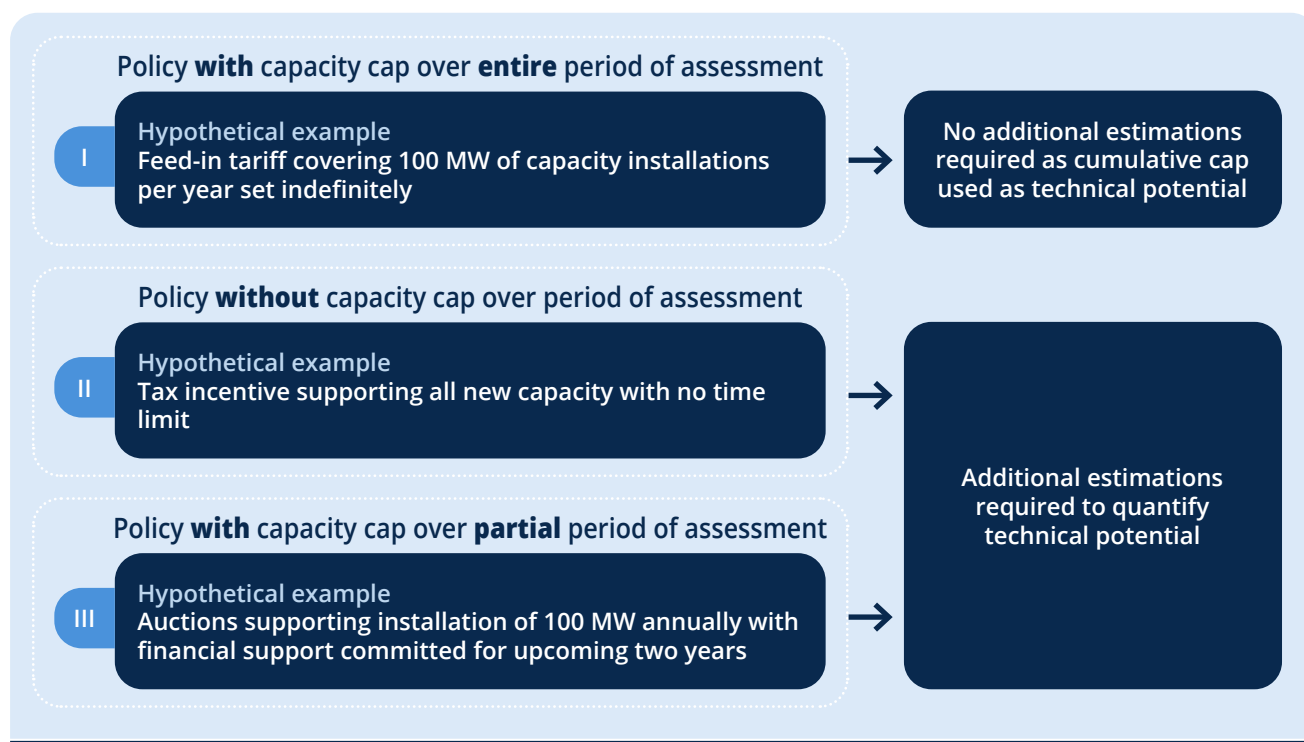 Policy with capacity cap over entire period of assessment
I
Hypothetical example
Feed-in tariff covering 100 MW of capacity installations
per year set indefinitely
No additional estimations
required as cumulative cap
used as technical potential
Policy without capacity cap over period of assessment
II
Hypothetical example
Tax incentive supporting all new capacity with no time
limit
Policy with capacity cap over partial period of assessment
III
Hypothetical example
Auctions supporting installation of 100 MW annually with
financial support committed for upcoming two years
Additional estimations
required to quantify
technical potential